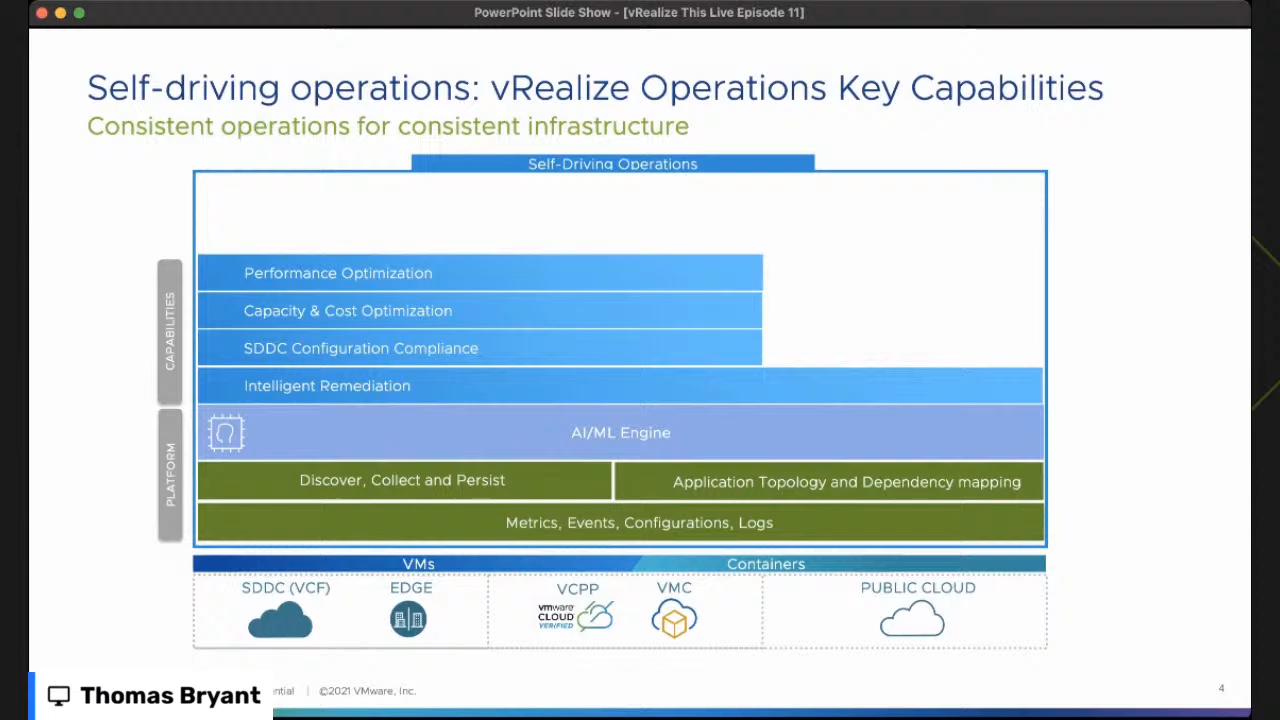 PowerPoint Slide Show - [vRealize This Live Episode 11]
Self-driving operations: vRealize Operations Key Capabilities
Consistent operations for consistent infrastructure
Self-Driving Operations
CAPABILITIES
Performance Optimization
Capacity & Cost Optimization
SDDC Configuration Compliance
Intelligent Remediation
PLATFORM
AI/ML Engine
Discover, Collect and Persist
Application Topology and Dependency mapping
Metrics, Events, Configurations, Logs
VMs
Containers
SDDC (VCF)
EDGE
VCPP
VMC
PUBLIC CLOUD
vmware
CLOUD
VERIFIED
Thomas Bryant
ntial | ©2021 VMware, Inc.
4